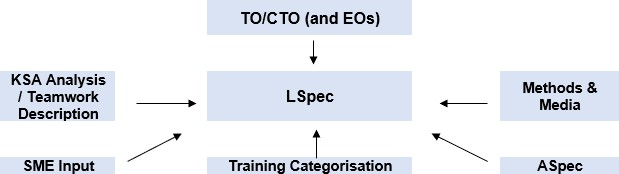 TO/CTO (and EOs)
KSA Analysis
/ Teamwork
Description
LSpec
Methods &
Media
SME Input
Training Categorisation
ASpec